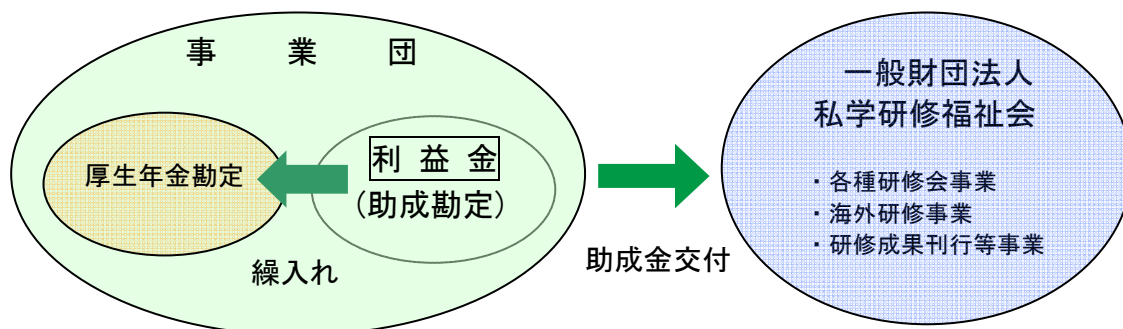 事 業 団
厚生年金勘定
利 益 金
(助成勘定)
繰入れ
助成金交付
一般財団法人
私学研修福祉会
・各種研修会事業
・海外研修事業
・研修成果刊行等事業